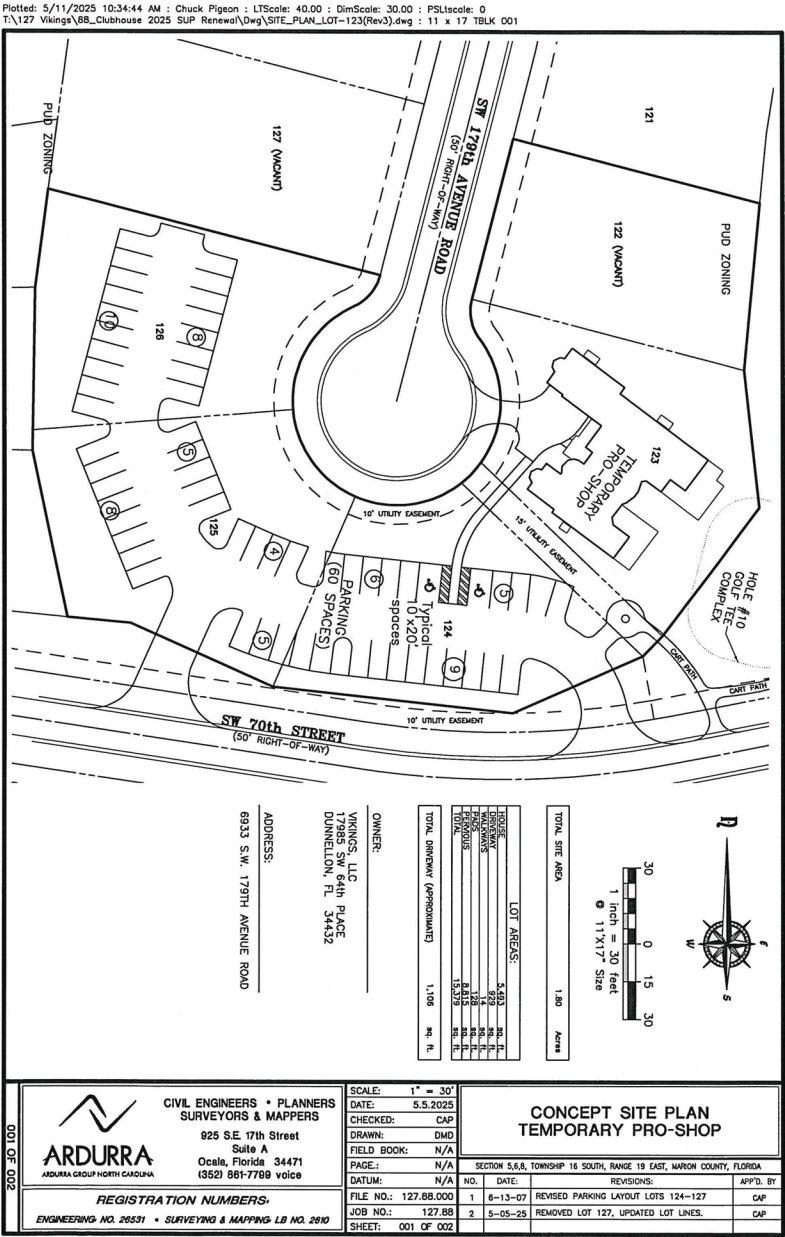 Plotted: 5/11/2025 10:34:44 AM : Chuck Pigeon : LTScale: 40.00 : DimScale: 30.00 : PSLtscale: 0
T:\127 Vikings\88_Clubhouse 2025 SUP Renewal\Dwg\SITE_PLAN_LOT-123(Rev3).dwg : 11 x 17 TBLK 001
121
PUD ZONING
122 (VACANT)
SW 179th AVENUE ROAD
(50' RIGHT-OF-WAY)
127 (VACANT)
PUD ZONING
126
8
10
123
TEMPORARY
PRO-SHOP
HOLE #10
GOLF TEE
COMPLEX
10' UTILITY EASEMENT
15' UTILITY EASEMENT
CART PATH
CART PATH
5
8
125
4
5
6
5
124
Typical
10'x20'
spaces
9
PARKING
(60 SPACES)
10' UTILITY EASEMENT
SW 70th STREET
(50' RIGHT-OF-WAY)
n
E
W
S
30 0 15 30
1 inch = 30 feet
@ 11"X17" Size
TOTAL SITE AREA 1.80 Acres
LOT AREAS:
HOUSE 5,493 sq. ft.
DRIVEWAY 929 sq. ft.
WALKWAYS 14 sq. ft.
PADS 128 sq. ft.
PERVIOUS 8,815 sq. ft.
TOTAL 15,379 sq. ft.
TOTAL DRIVEWAY (APPROXIMATE) 1,106 sq. ft.
OWNER:
VIKINGS, LLC
17985 SW 64th PLACE
DUNNELLON, FL 34432
ADDRESS:
6933 S.W. 179TH AVENUE ROAD
001 OF 002
ARDURRA
ARDURRA GROUP NORTH CAROLINA
CIVIL ENGINEERS • PLANNERS
SURVEYORS & MAPPERS
925 S.E. 17th Street
Suite A
Ocala, Florida 34471
(352) 861-7799 voice
REGISTRATION NUMBERS:
ENGINEERING NO. 26531 • SURVEYING & MAPPING LB NO. 2610
SCALE: 1" = 30'
DATE: 5.5.2025
CHECKED: CAP
DRAWN: DMD
FIELD BOOK: N/A
PAGE.: N/A
DATUM: N/A
FILE NO.: 127.88.000
JOB NO.: 127.88
SHEET: 001 OF 002
CONCEPT SITE PLAN
TEMPORARY PRO-SHOP
SECTION 5,6,8, TOWNSHIP 16 SOUTH, RANGE 19 EAST, MARION COUNTY, FLORIDA
NO. DATE: REVISIONS: APP'D. BY
1 6-13-07 REVISED PARKING LAYOUT LOTS 124-127 CAP
2 5-05-25 REMOVED LOT 127, UPDATED LOT LINES. CAP